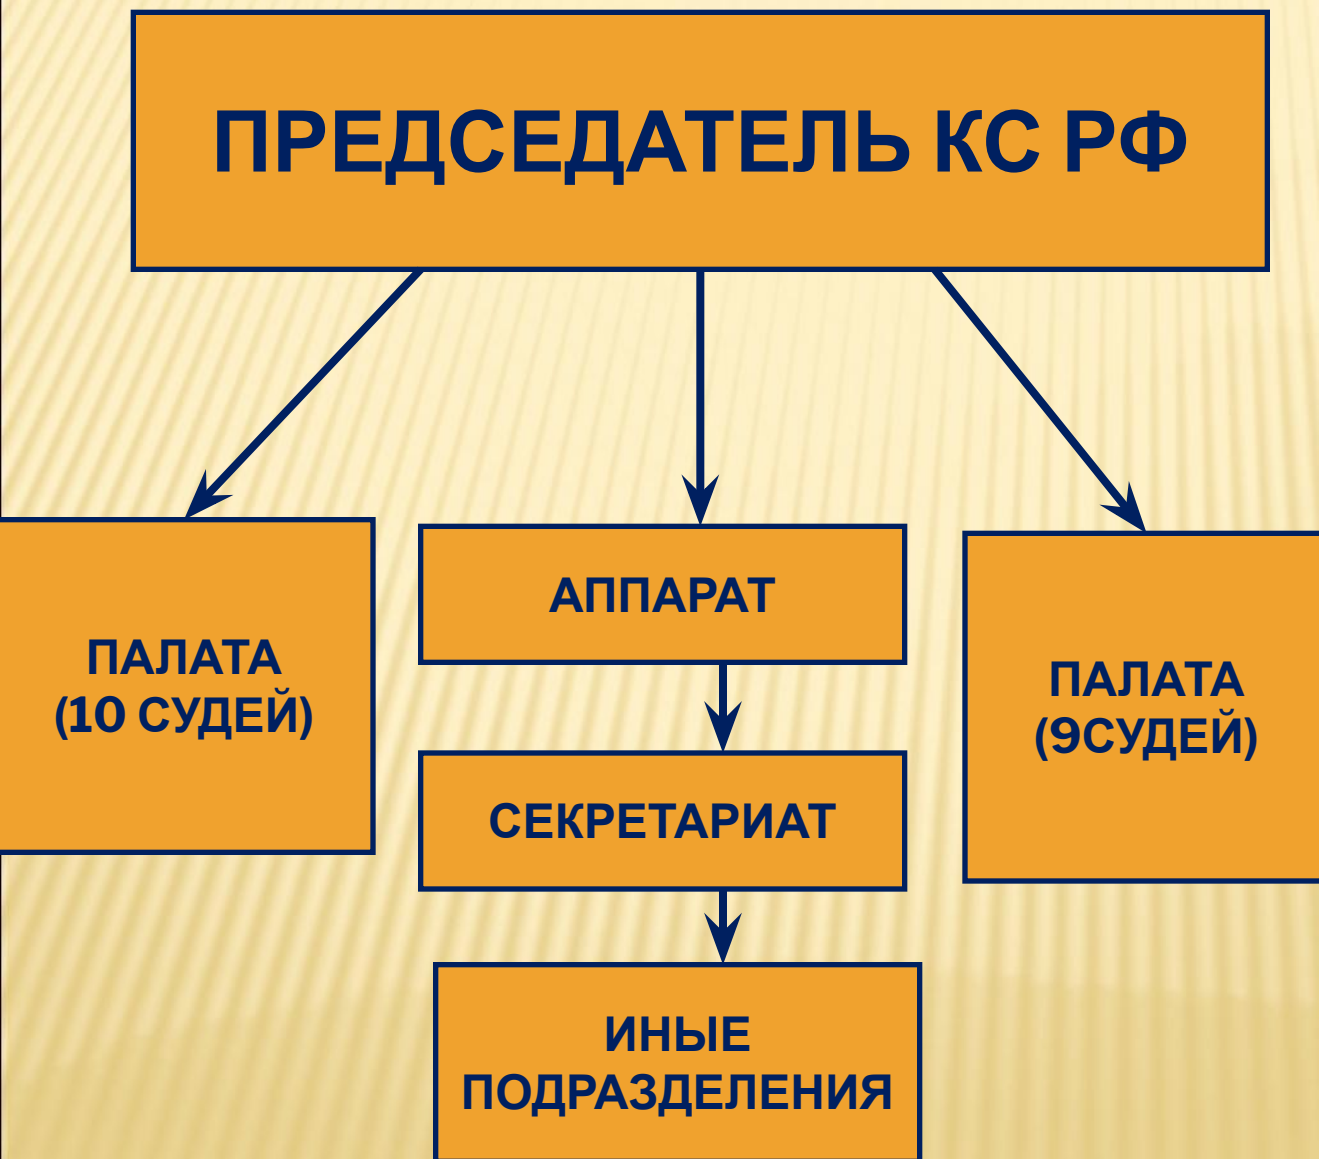 ПРЕДСЕДАТЕЛЬ КС РФ
ПАЛАТА
(10 СУДЕЙ)
АППАРАТ
СЕКРЕТАРИАТ
ИНЫЕ
ПОДРАЗДЕЛЕНИЯ
ПАЛАТА
(9СУДЕЙ)